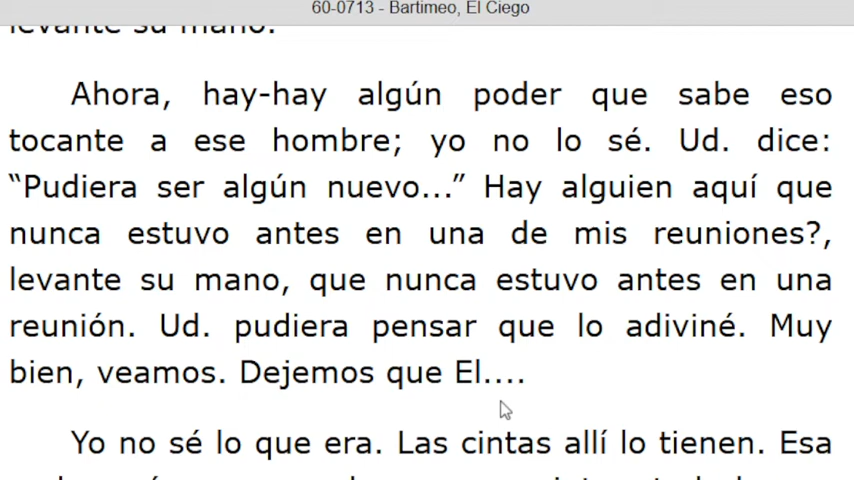 60-0713 - Bartimeo, El Ciego
levante su mano.
Ahora, hay-hay algún poder que sabe eso
tocante a ese hombre; yo no lo sé. Ud. dice:
“Pudiera ser algún nuevo...” Hay alguien aquí que
nunca estuvo antes en una de mis reuniones?,
levante su mano, que nunca estuvo antes en una
reunión. Ud. pudiera pensar que lo adiviné. Muy
bien, veamos. Dejemos que El....
Yo no sé lo que era. Las cintas allí lo tienen. Esa